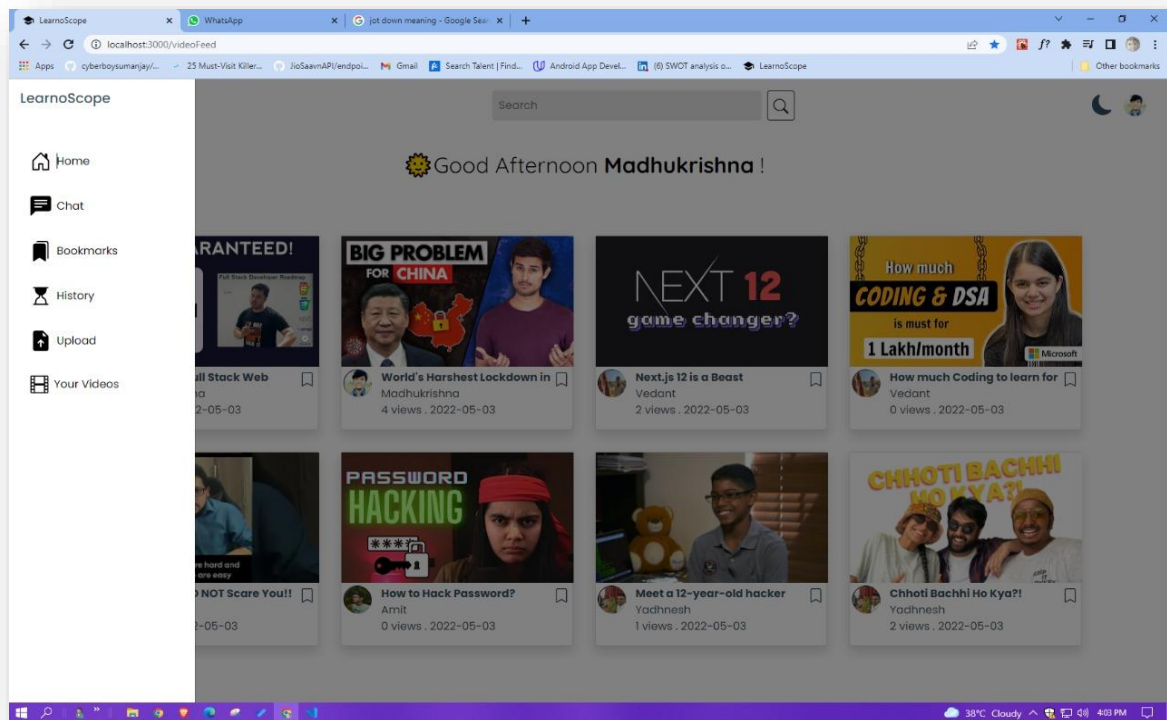 LearnoScope
WhatsApp
jot down meaning - Google Sear
localhost:3000/videoFeed
f?
Apps
cyberboysumanjay/...
25 Must-Visit Killer...
JioSaavnAPI/endpoi...
Gmail
Search Talent | Find...
Android App Devel...
(6) SWOT analysis o...
LearnoScope
Other bookmarks
LearnoScope
Search
Good Afternoon Madhukrishna !
Home
Chat
Bookmarks
History
Upload
Your Videos
RANTEED!
Full Stack Developer Roadmap
ull Stack Web
na
2-05-03
BIG PROBLEM
FOR CHINA
World's Harshest Lockdown in
Madhukrishna
4 views . 2022-05-03
NEXT 12
game changer?
Next.js 12 is a Beast
Vedant
2 views . 2022-05-03
How much
CODING & DSA
is must for
1 Lakh/month
Microsoft
How much Coding to learn for
Vedant
0 views . 2022-05-03
re hard and
are easy
NOT Scare You!!
2-05-03
PASSWORD
HACKING
****
How to Hack Password?
Amit
0 views . 2022-05-03
Meet a 12-year-old hacker
Yadhnesh
1 views . 2022-05-03
CHHOTI BACHHI
HO KYA?!
Chhoti Bachhi Ho Kya?!
Yadhnesh
2 views . 2022-05-03
38°C Cloudy
4:03 PM